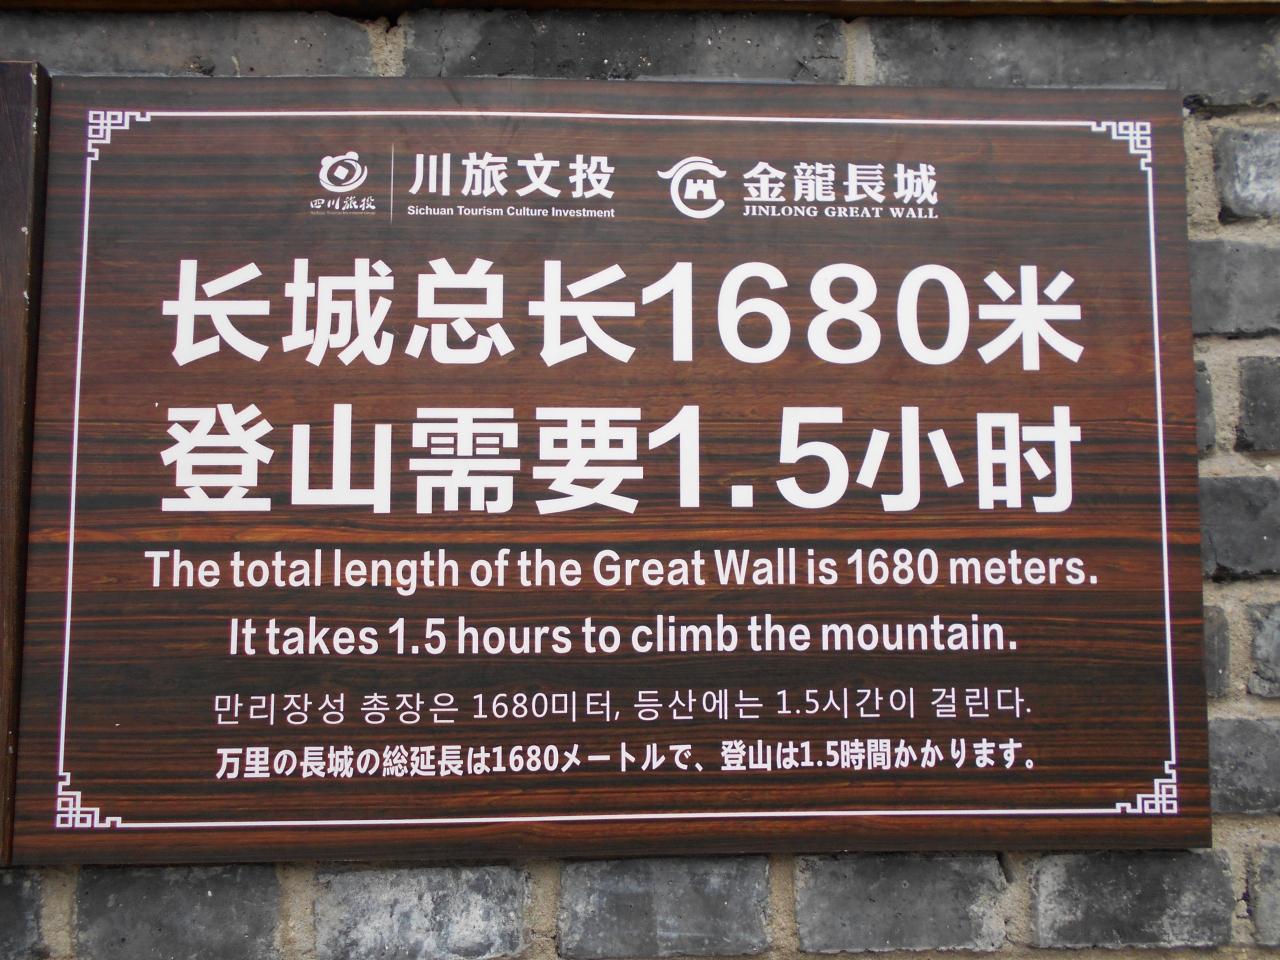 四川旅投
川旅文投
Sichuan Tourism Culture Investment
金龍長城
JINLONG GREAT WALL
长城总长1680米
登山需要1.5小时
The total length of the Great Wall is 1680 meters.
It takes 1.5 hours to climb the mountain.
만리장성 총장은 1680미터, 등산에는 1.5시간이 걸린다.
万里の長城の総延長は1680メートルで、登山は1.5時間かかります。